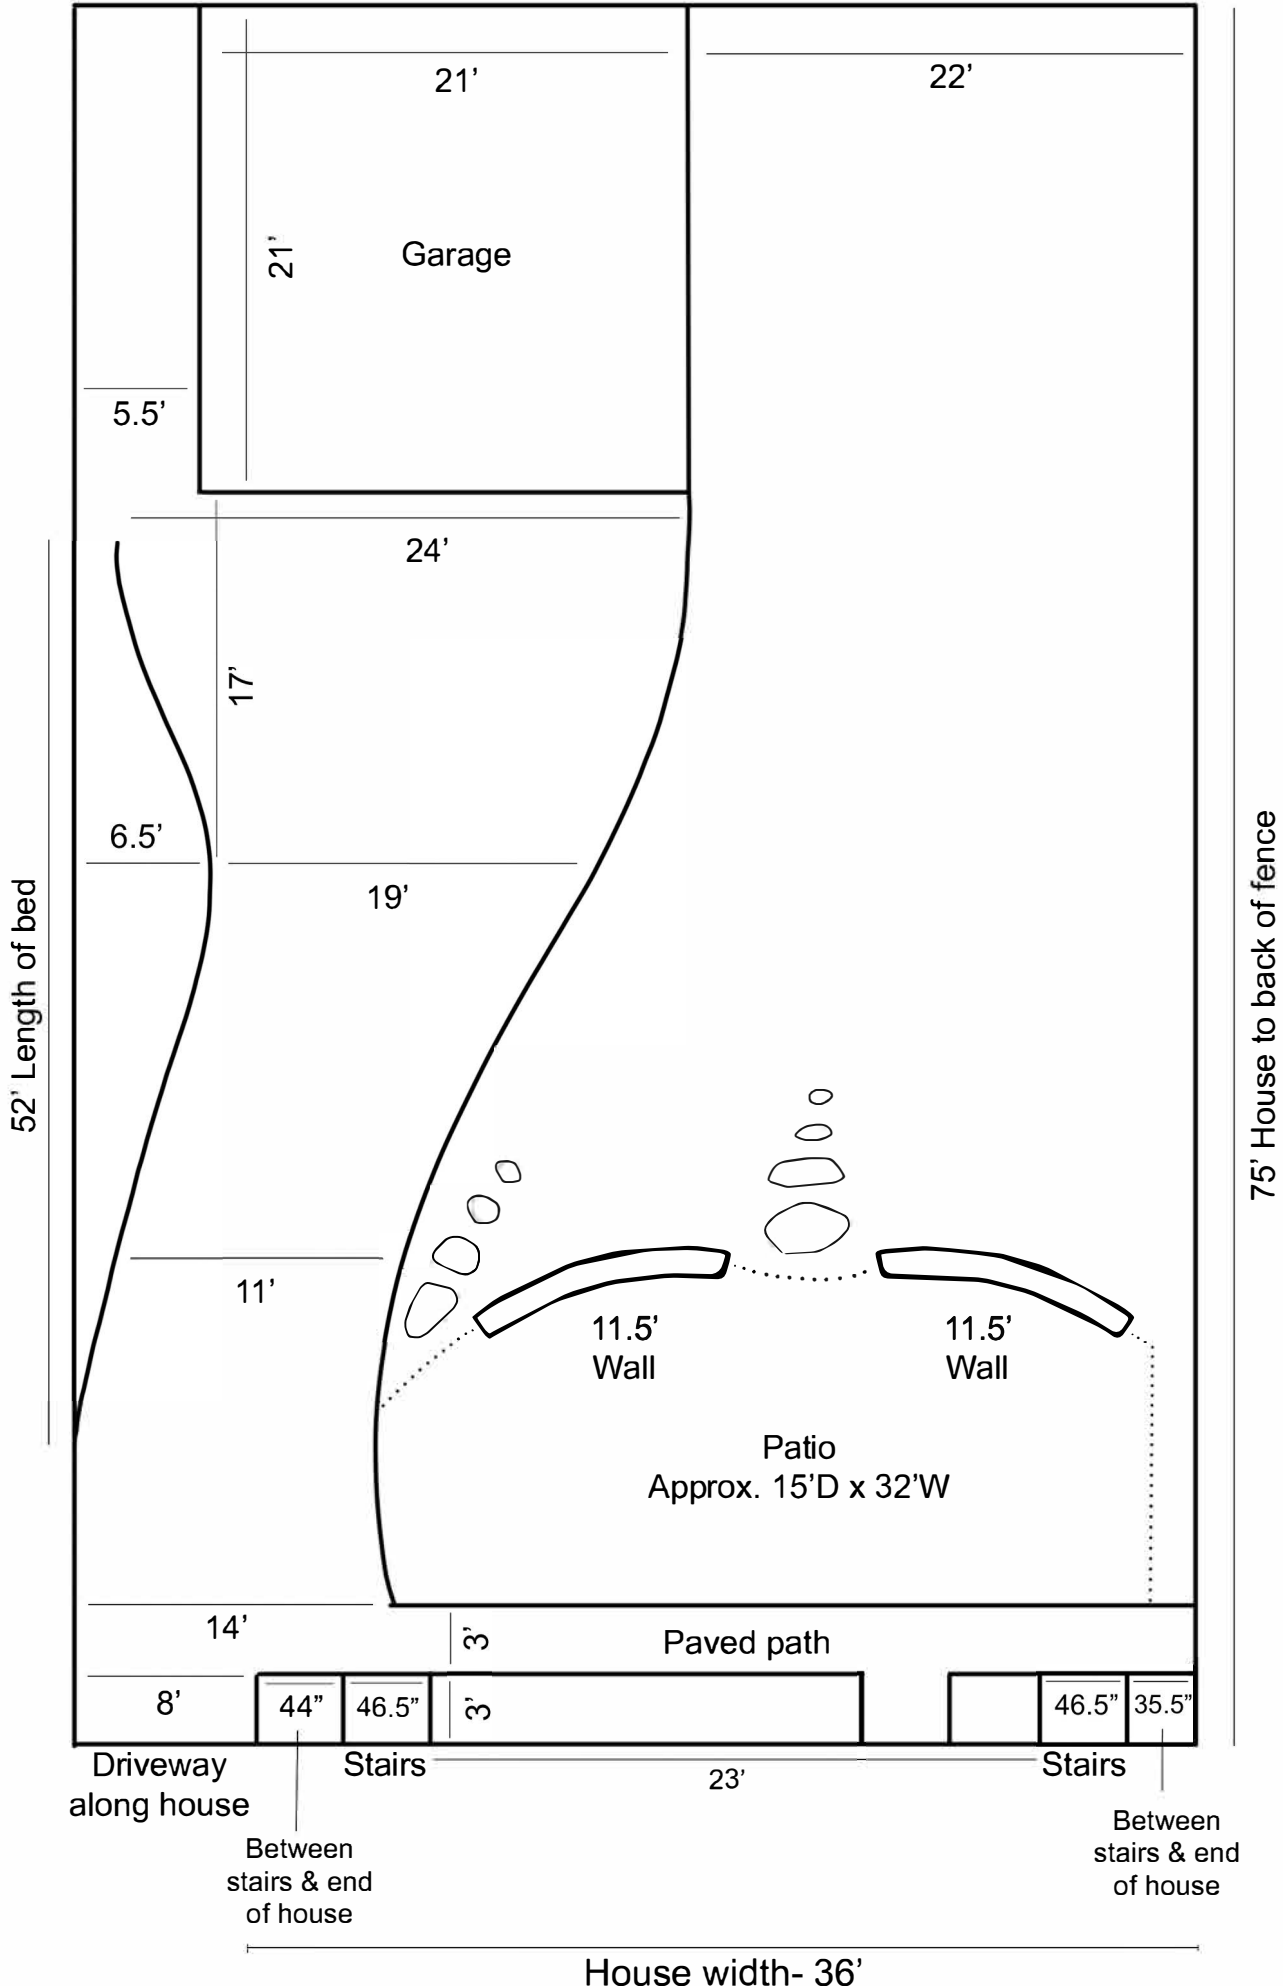 21’
22’
21’
Garage
5.5’
24’
17’
6.5’
19’
52’ Length of bed
75’ House to back of fence
11’
11.5’
Wall
11.5’
Wall
Patio
Approx. 15’D x 32’W
14’
3’
Paved path
8’
44”
46.5”
3’
46.5”
35.5”
Driveway
along house
Stairs
23’
Stairs
Between
stairs & end
of house
Between
stairs & end
of house
House width- 36’